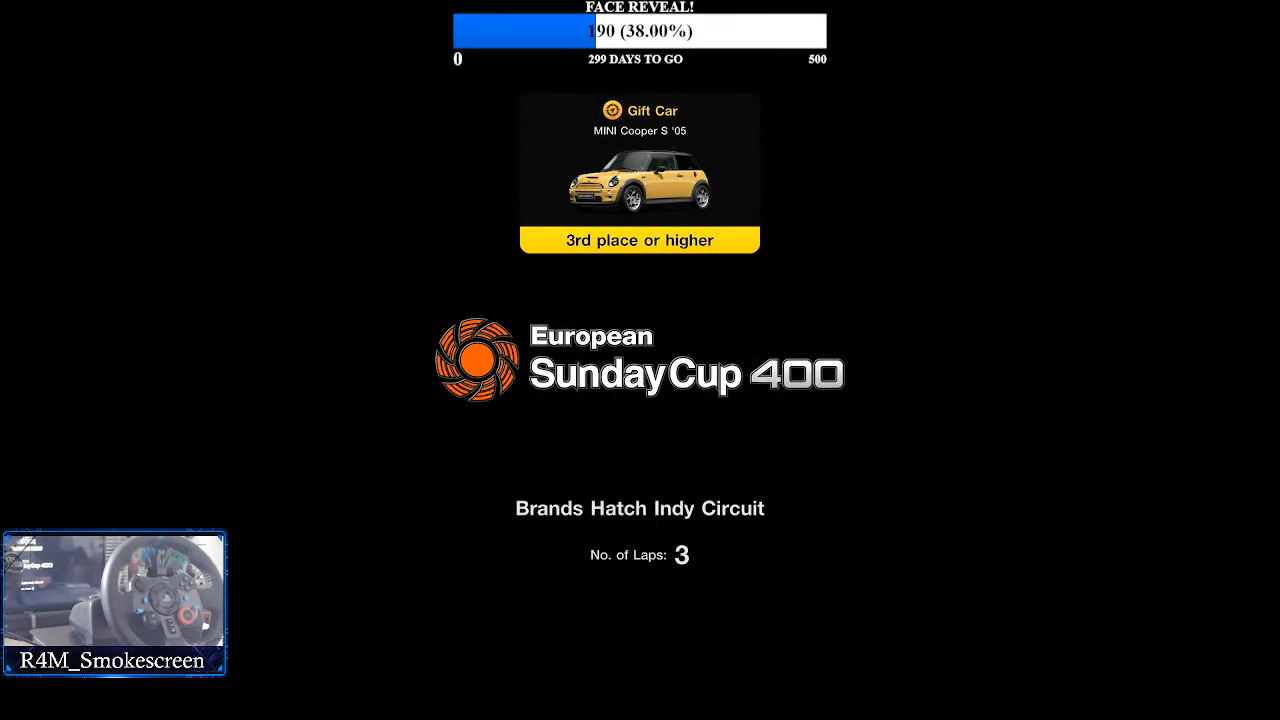 FACE REVEAL!
190 (38.00%)
0
299 DAYS TO GO
500
Gift Car
MINI Cooper S '05
3rd place or higher
European
SundayCup 400
Brands Hatch Indy Circuit
No. of Laps: 3
R4M_Smokescreen